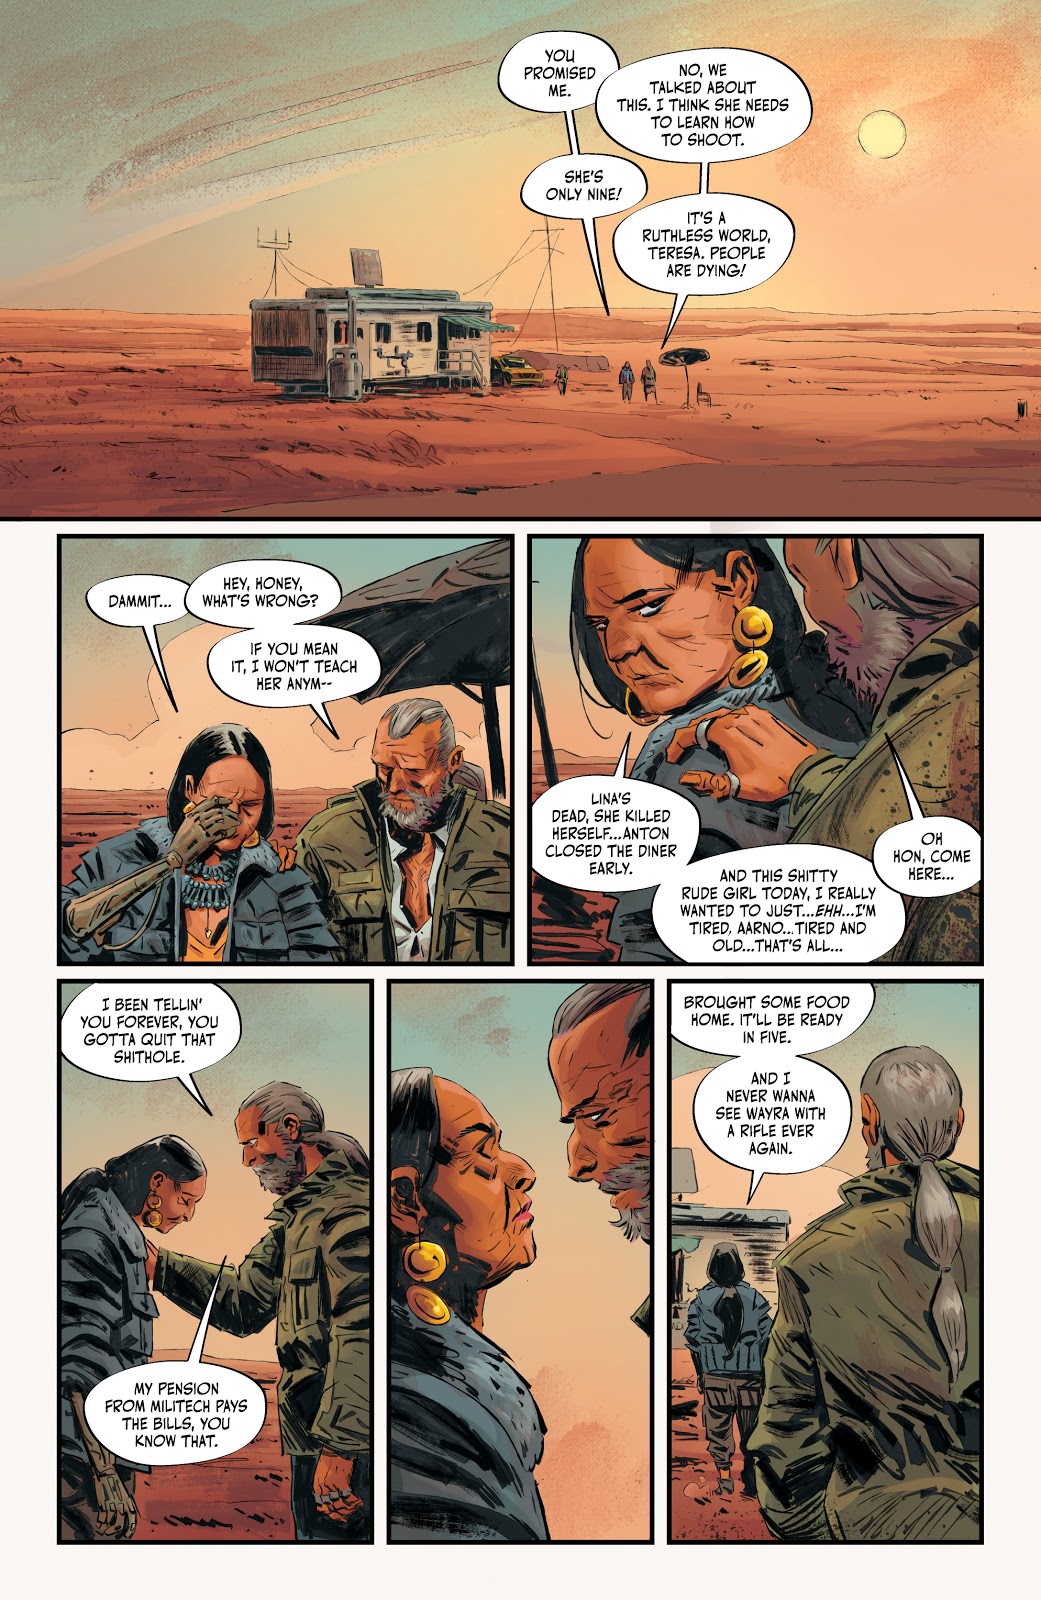 YOU
PROMISED
ME.
NO, WE
TALKED ABOUT
THIS. I THINK SHE NEEDS
TO LEARN HOW
TO SHOOT.
SHE'S
ONLY NINE!
IT'S A
RUTHLESS WORLD,
TERESA. PEOPLE
ARE DYING!
DAMMIT...
HEY, HONEY,
WHAT'S WRONG?
IF YOU MEAN
IT, I WON'T TEACH
HER ANYM--
LINA'S
DEAD, SHE KILLED
HERSELF...ANTON
CLOSED THE DINER
EARLY.
AND THIS SHITTY
RUDE GIRL TODAY, I REALLY
WANTED TO JUST...EHH...I'M
TIRED, AARNO...TIRED AND
OLD...THAT'S ALL...
OH
HON, COME
HERE...
I BEEN TELLIN'
YOU FOREVER, YOU
GOTTA QUIT THAT
SHITHOLE.
MY PENSION
FROM MILITECH PAYS
THE BILLS, YOU
KNOW THAT.
BROUGHT SOME FOOD
HOME. IT'LL BE READY
IN FIVE.
AND I
NEVER WANNA
SEE WAYRA WITH
A RIFLE EVER
AGAIN.